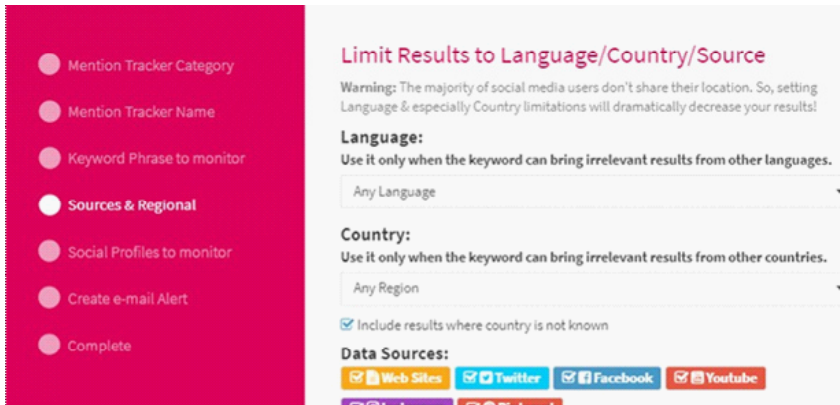 Mention Tracker Category
Mention Tracker Name
Keyword Phrase to monitor
Sources & Regional
Social Profiles to monitor
Create e-mail Alert
Complete
Limit Results to Language/Country/Source
Warning: The majority of social media users don't share their location. So, setting
Language & especially Country limitations will dramatically decrease your results!
Language:
Use it only when the keyword can bring irrelevant results from other languages.
Any Language
Country:
Use it only when the keyword can bring irrelevant results from other countries.
Any Region
Include results where country is not known
Data Sources:
Web Sites Twitter Facebook Youtube